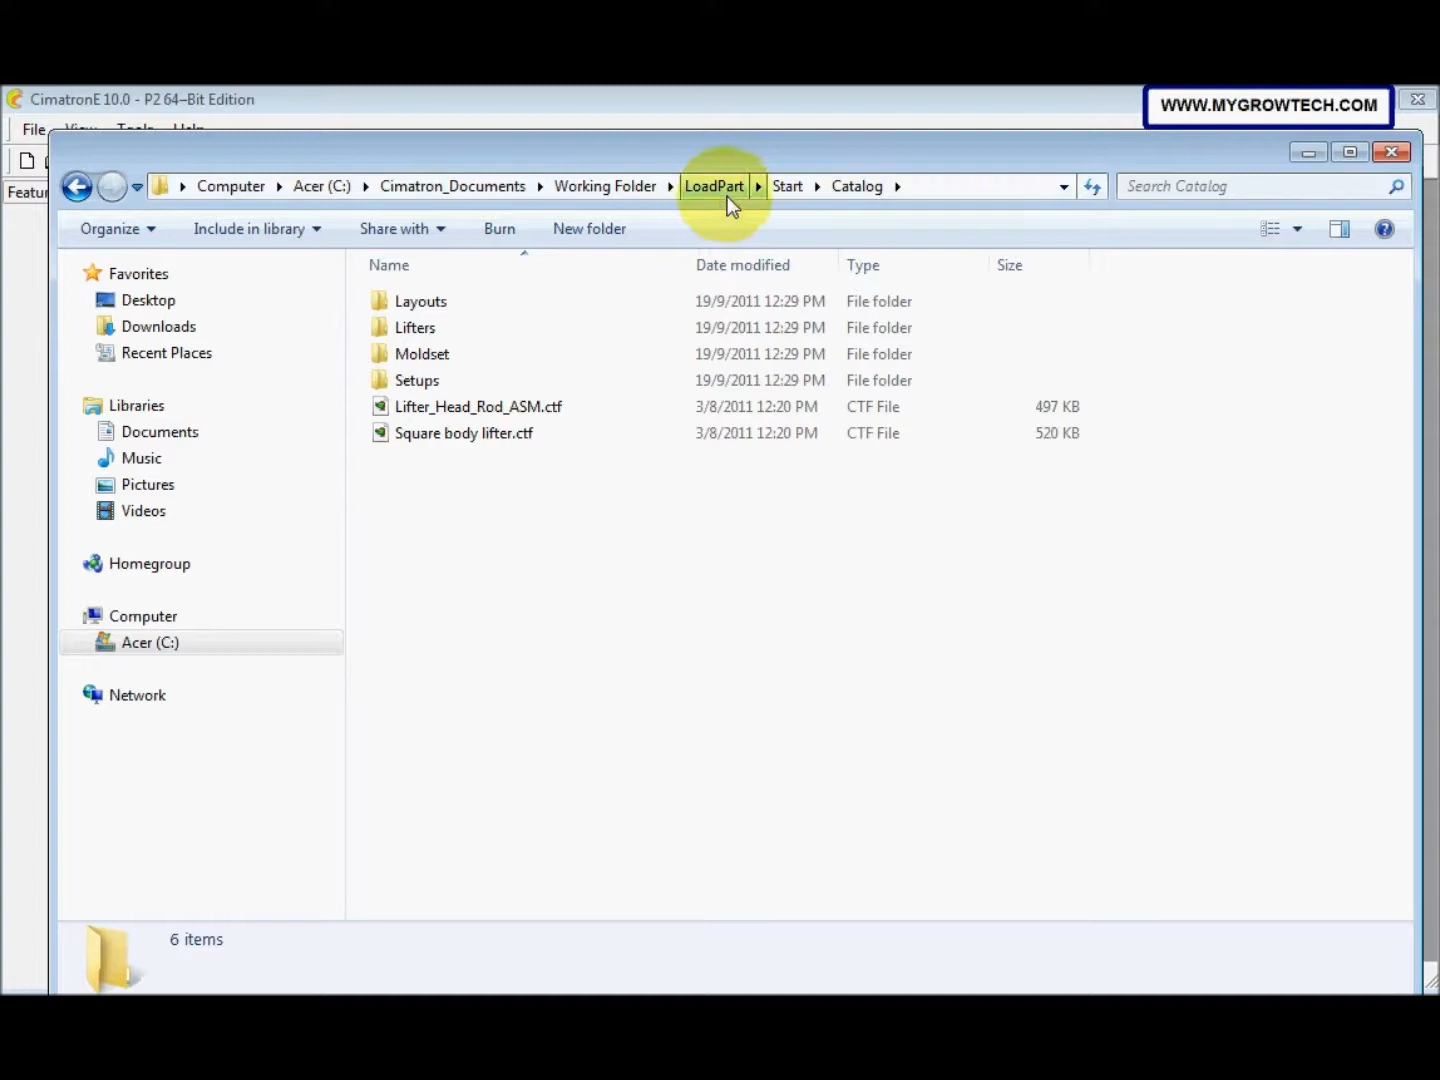 CimatronE 10.0 - P2 64-Bit Edition
WWW.MYGROWTECH.COM
File View Tools Help
Computer Acer (C:) Cimatron_Documents Working Folder LoadPart Start Catalog
Search Catalog
Featur
Organize Include in library Share with Burn New folder
Name Date modified Type Size
Favorites
Desktop
Downloads
Recent Places
Libraries
Documents
Music
Pictures
Videos
Homegroup
Computer
Acer (C:)
Network
Layouts 19/9/2011 12:29 PM File folder
Lifters 19/9/2011 12:29 PM File folder
Moldset 19/9/2011 12:29 PM File folder
Setups 19/9/2011 12:29 PM File folder
Lifter_Head_Rod_ASM.ctf 3/8/2011 12:20 PM CTF File 497 KB
Square body lifter.ctf 3/8/2011 12:20 PM CTF File 520 KB
6 items